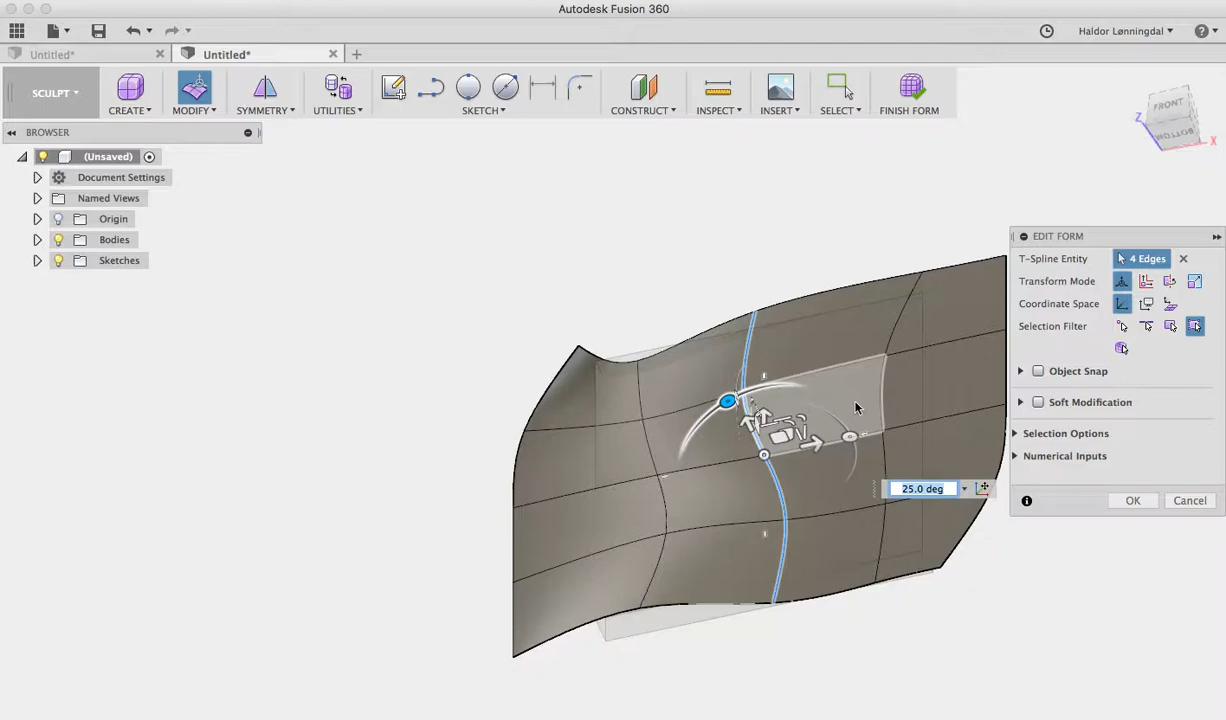 Autodesk Fusion 360
Haldor Lønningdal
Untitled*
Untitled*
SCULPT
CREATE
MODIFY
SYMMETRY
UTILITIES
SKETCH
CONSTRUCT
INSPECT
INSERT
SELECT
FINISH FORM
BROWSER
(Unsaved)
Document Settings
Named Views
Origin
Bodies
Sketches
FRONT
BOTTOM
Z
X
EDIT FORM
T-Spline Entity
4 Edges
Transform Mode
Coordinate Space
Selection Filter
Object Snap
Soft Modification
Selection Options
Numerical Inputs
OK
Cancel
25.0 deg